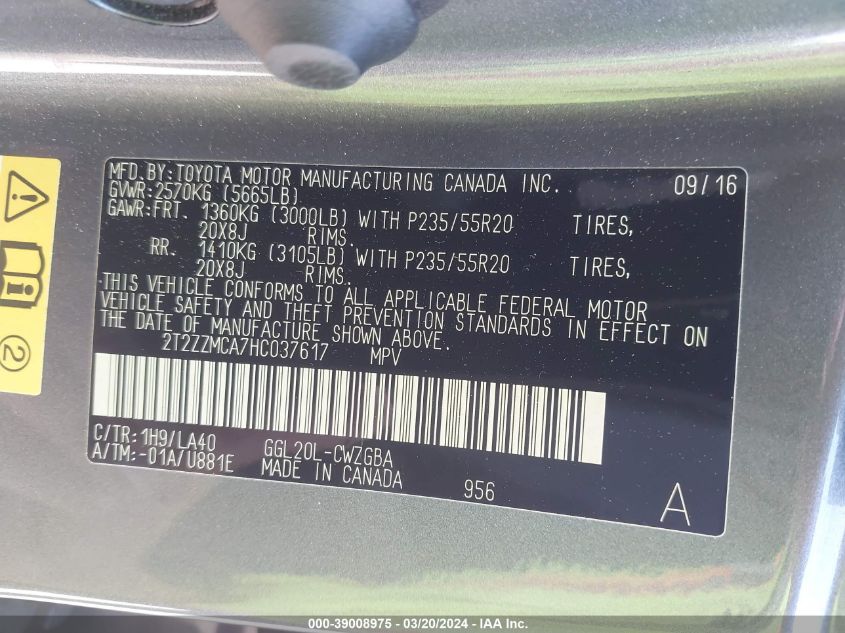 MFD. BY: TOYOTA MOTOR MANUFACTURING CANADA INC. 09/16
GVWR: 2570KG (5665LB)
GAWR: FRT. 1360KG (3000LB) WITH P235/55R20 TIRES,
20X8J RIMS.
RR. 1410KG (3105LB) WITH P235/55R20 TIRES,
20X8J RIMS.
THIS VEHICLE CONFORMS TO ALL APPLICABLE FEDERAL MOTOR
VEHICLE SAFETY AND THEFT PREVENTION STANDARDS IN EFFECT ON
THE DATE OF MANUFACTURE SHOWN ABOVE.
2T2ZZMCA7HC037617 MPV
C/TR: 1H9/LA40 GGL20L-CWZGBA
A/TM: -01A/U881E MADE IN CANADA
956
A
2
000-39008975 - 03/20/2024 - IAA Inc.